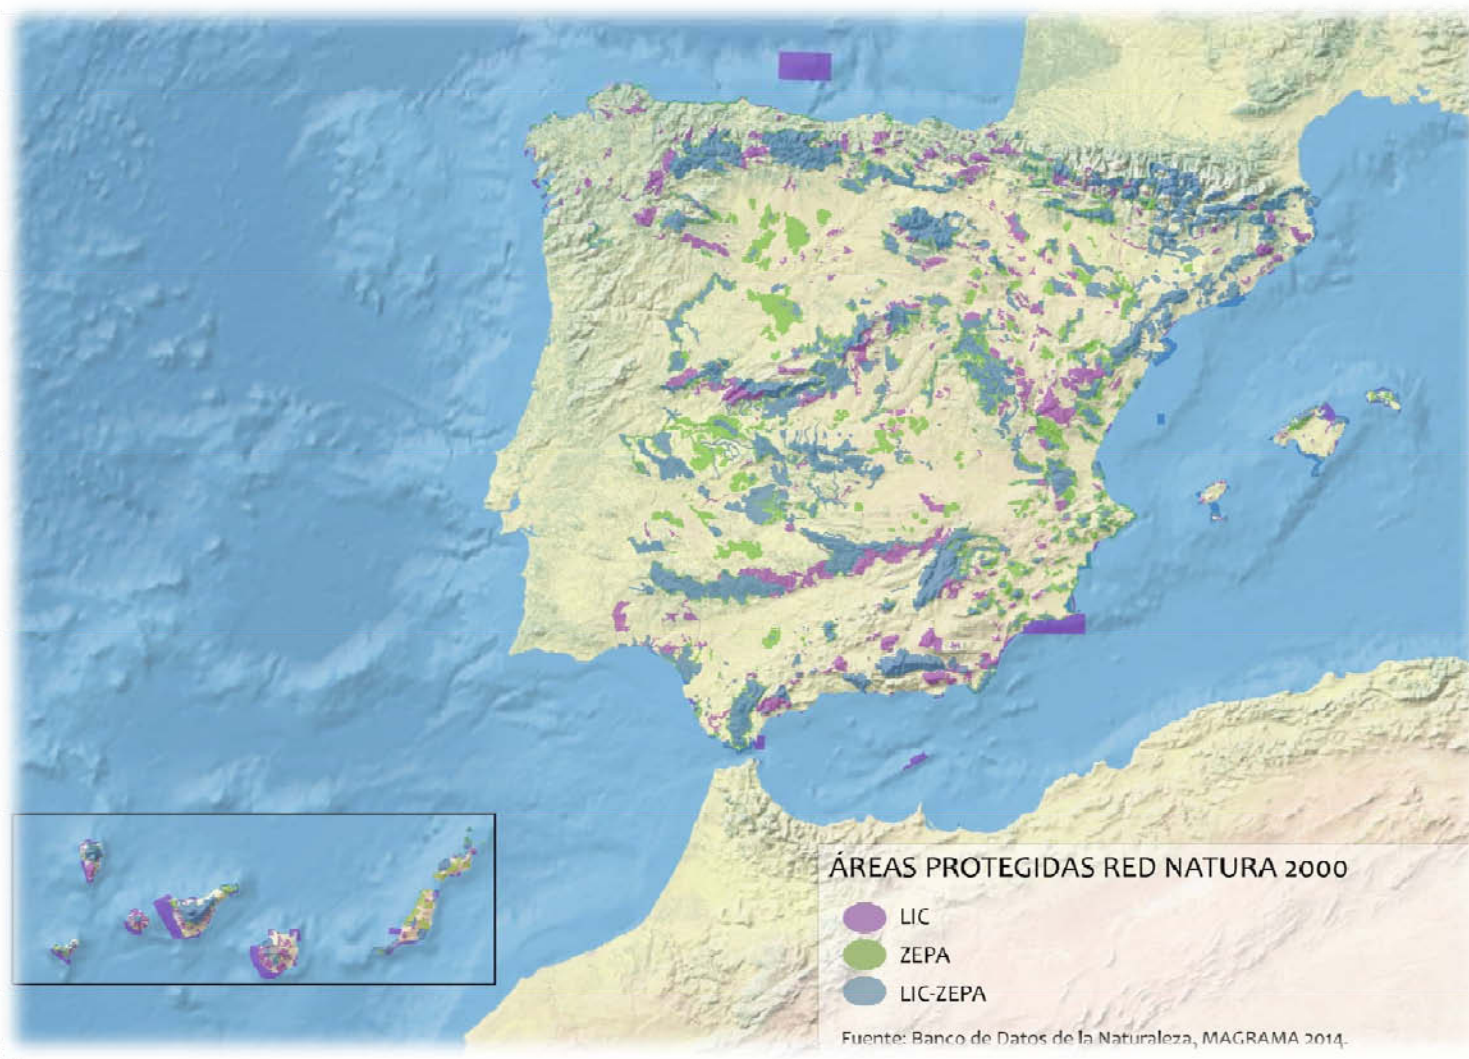 ÁREAS PROTEGIDAS RED NATURA 2000
LIC
ZEPA
LIC-ZEPA
Fuente: Banco de Datos de la Naturaleza, MAGRAMA 2014.